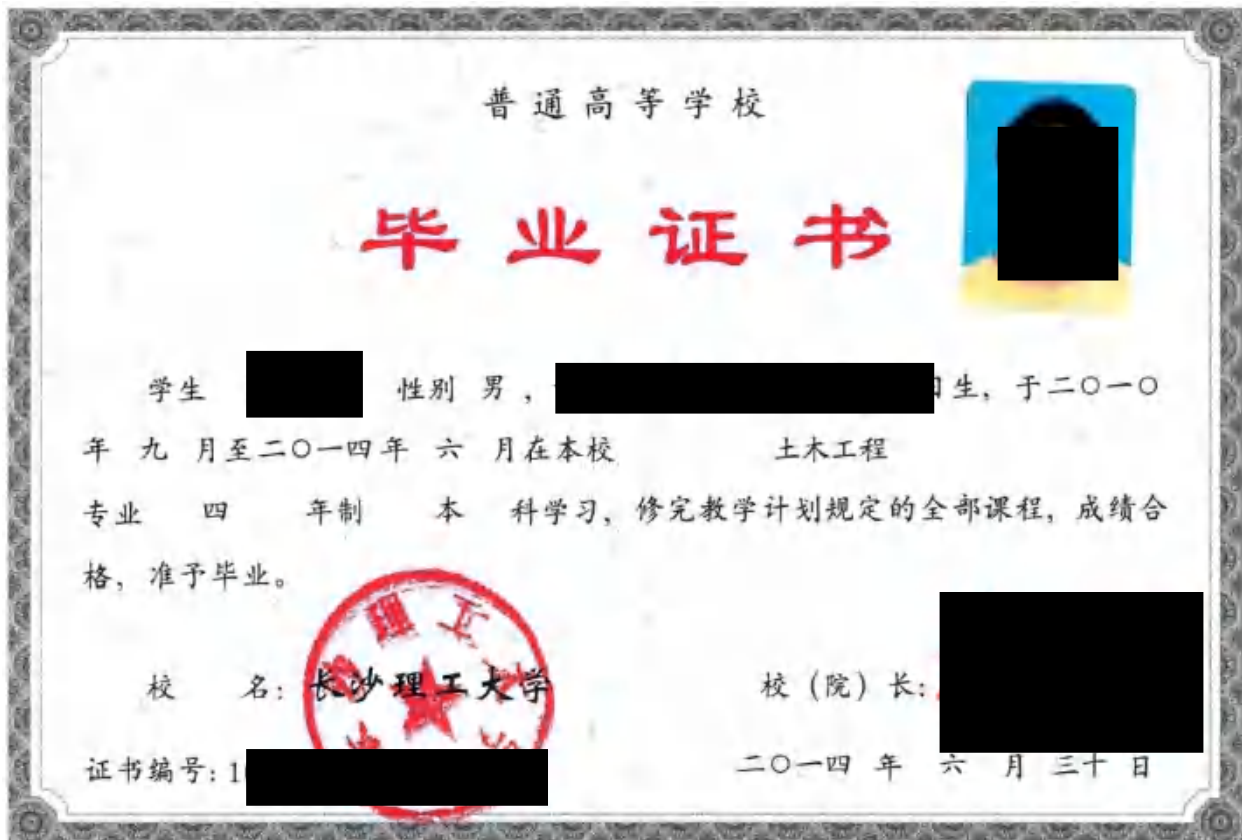 普通高等学校
毕业证书
学生 性别 男, 日生, 于二〇一〇
年 九 月至二〇一四年 六 月在本校 土木工程
专业 四 年制 本 科学习, 修完教学计划规定的全部课程, 成绩合
格, 准予毕业。
校 名: 长沙理工大学 校（院）长:
证书编号: 1 二〇一四 年 六 月 三十 日